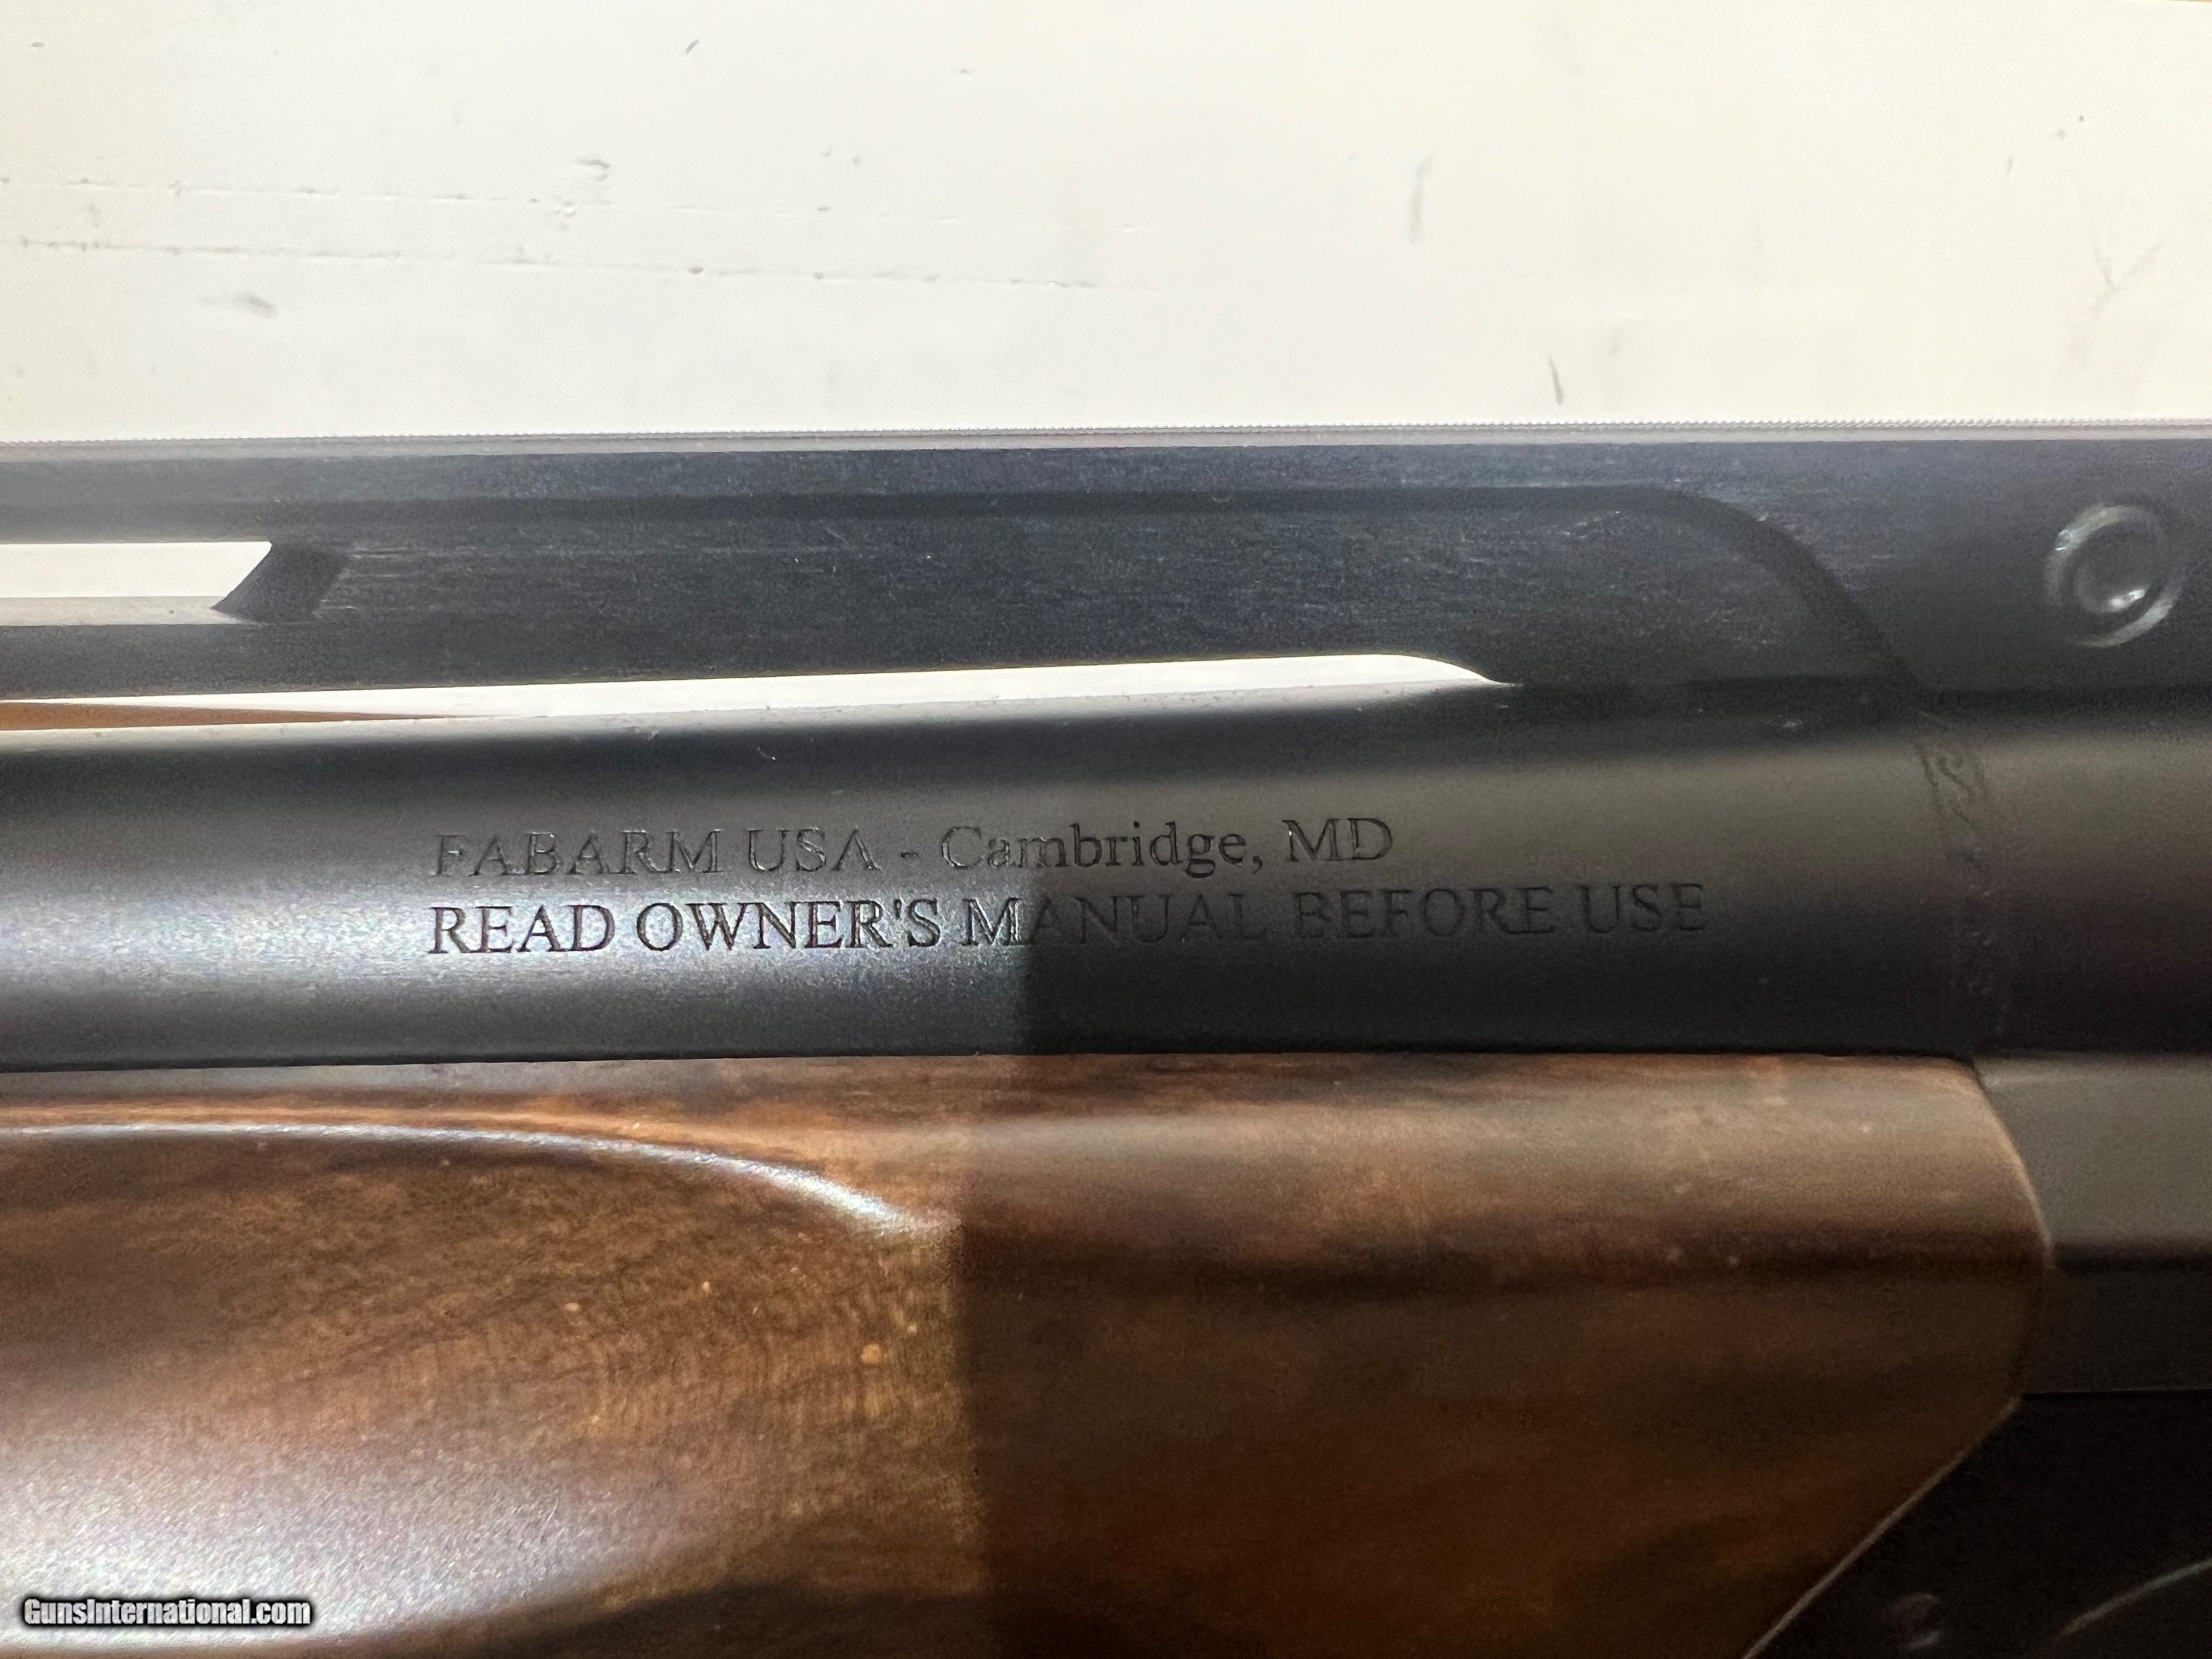 FABARM USA - Cambridge, MD
READ OWNER'S MANUAL BEFORE USE
GunsInternational.com